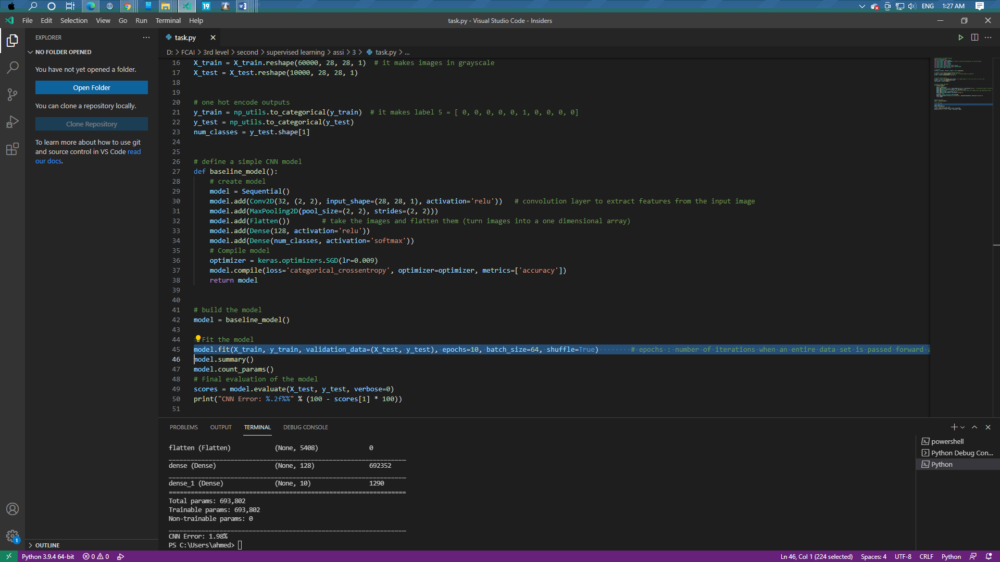 19
ENG
1:27 AM
File Edit Selection View Go Run Terminal Help
task.py - Visual Studio Code - Insiders
EXPLORER
NO FOLDER OPENED
You have not yet opened a folder.
Open Folder
You can clone a repository locally.
Clone Repository
To learn more about how to use git
and source control in VS Code read
our docs.
OUTLINE
task.py
D: > FCAI > 3rd level > second > supervised learning > assi > 3 > task.py > ...
16 X_train = X_train.reshape(60000, 28, 28, 1)  # it makes images in grayscale
17 X_test = X_test.reshape(10000, 28, 28, 1)
18
19
20 # one hot encode outputs
21 y_train = np_utils.to_categorical(y_train)  # it makes label 5 = [ 0, 0, 0, 0, 0, 1, 0, 0, 0, 0]
22 y_test = np_utils.to_categorical(y_test)
23 num_classes = y_test.shape[1]
24
25
26 # define a simple CNN model
27 def baseline_model():
28     # create model
29     model = Sequential()
30     model.add(Conv2D(32, (2, 2), input_shape=(28, 28, 1), activation='relu'))   # convolution layer to extract features from the input image
31     model.add(MaxPooling2D(pool_size=(2, 2), strides=(2, 2)))
32     model.add(Flatten())        # take the images and flatten them (turn images into a one dimensional array)
33     model.add(Dense(128, activation='relu'))
34     model.add(Dense(num_classes, activation='softmax'))
35     # Compile model
36     optimizer = keras.optimizers.SGD(lr=0.009)
37     model.compile(loss='categorical_crossentropy', optimizer=optimizer, metrics=['accuracy'])
38     return model
39
40
41 # build the model
42 model = baseline_model()
43
44 # Fit the model
45 model.fit(X_train, y_train, validation_data=(X_test, y_test), epochs=10, batch_size=64, shuffle=True)        # epochs : number of iterations when an entire data set is passed forward a
46 model.summary()
47 model.count_params()
48 # Final evaluation of the model
49 scores = model.evaluate(X_test, y_test, verbose=0)
50 print("CNN Error: %.2f%%" % (100 - scores[1] * 100))
51
PROBLEMS OUTPUT TERMINAL DEBUG CONSOLE
flatten (Flatten)           (None, 5408)             0
dense (Dense)               (None, 128)              692352
dense_1 (Dense)             (None, 10)               1290
=================================================================
Total params: 693,802
Trainable params: 693,802
Non-trainable params: 0
CNN Error: 1.98%
PS C:\Users\ahmed>
powershell
Python Debug Con...
Python
1
Python 3.9.4 64-bit
0 0
Ln 46, Col 1 (224 selected)
Spaces: 4
UTF-8
CRLF
Python